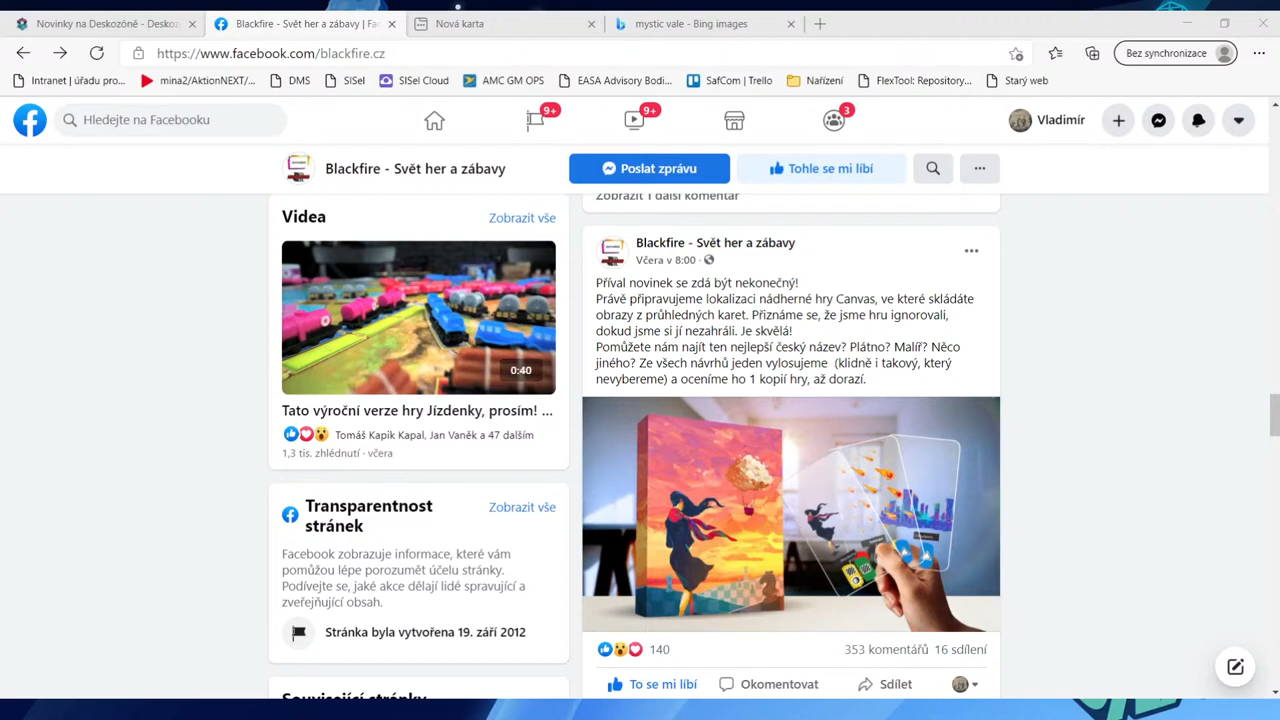 Novinky na Deskozóně - Deskoz
Blackfire - Svět her a zábavy | Fac
Nová karta
mystic vale - Bing images
https://www.facebook.com/blackfire.cz
Bez synchronizace
Intranet | úřadu pro...
mina2/AktionNEXT/...
DMS
SISel
SISel Cloud
AMC GM OPS
EASA Advisory Bodi...
SafCom | Trello
Nařízení
FlexTool: Repository...
Starý web
Hledejte na Facebooku
9+
9+
3
Vladimír
Blackfire - Svět her a zábavy
Poslat zprávu
Tohle se mi líbí
Videa
Zobrazit vše
0:40
Tato výroční verze hry Jízdenky, prosím! ...
Tomáš Kapik Kapal, Jan Vaněk a 47 dalším
1,3 tis. zhlédnutí · včera
Transparentnost
stránek
Zobrazit vše
Facebook zobrazuje informace, které vám
pomůžou lépe porozumět účelu stránky.
Podívejte se, jaké akce dělají lidé spravující a
zveřejňující obsah.
Stránka byla vytvořena 19. září 2012
Související stránky
Zobrazit 1 další komentář
Blackfire - Svět her a zábavy
Včera v 8:00
Příval novinek se zdá být nekonečný!
Právě připravujeme lokalizaci nádherné hry Canvas, ve které skládáte
obrazy z průhledných karet. Přiznáme se, že jsme hru ignorovali,
dokud jsme si jí nezahráli. Je skvělá!
Pomůžete nám najít ten nejlepší český název? Plátno? Malíř? Něco
jiného? Ze všech návrhů jeden vylosujeme (klidně i takový, který
nevybereme) a oceníme ho 1 kopií hry, až dorazí.
140
353 komentářů 16 sdílení
To se mi líbí
Okomentovat
Sdílet